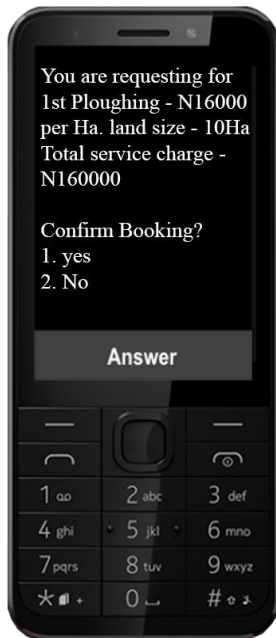 You are requesting for
1st Ploughing - N16000
per Ha. land size - 10Ha
Total service charge -
N160000
Confirm Booking?
1. yes
2. No
Answer
1
2 abc
3 def
4 ghi
5 jkl
6 mno
7 pqrs
8 tuv
9 wxyz
* +
0
#